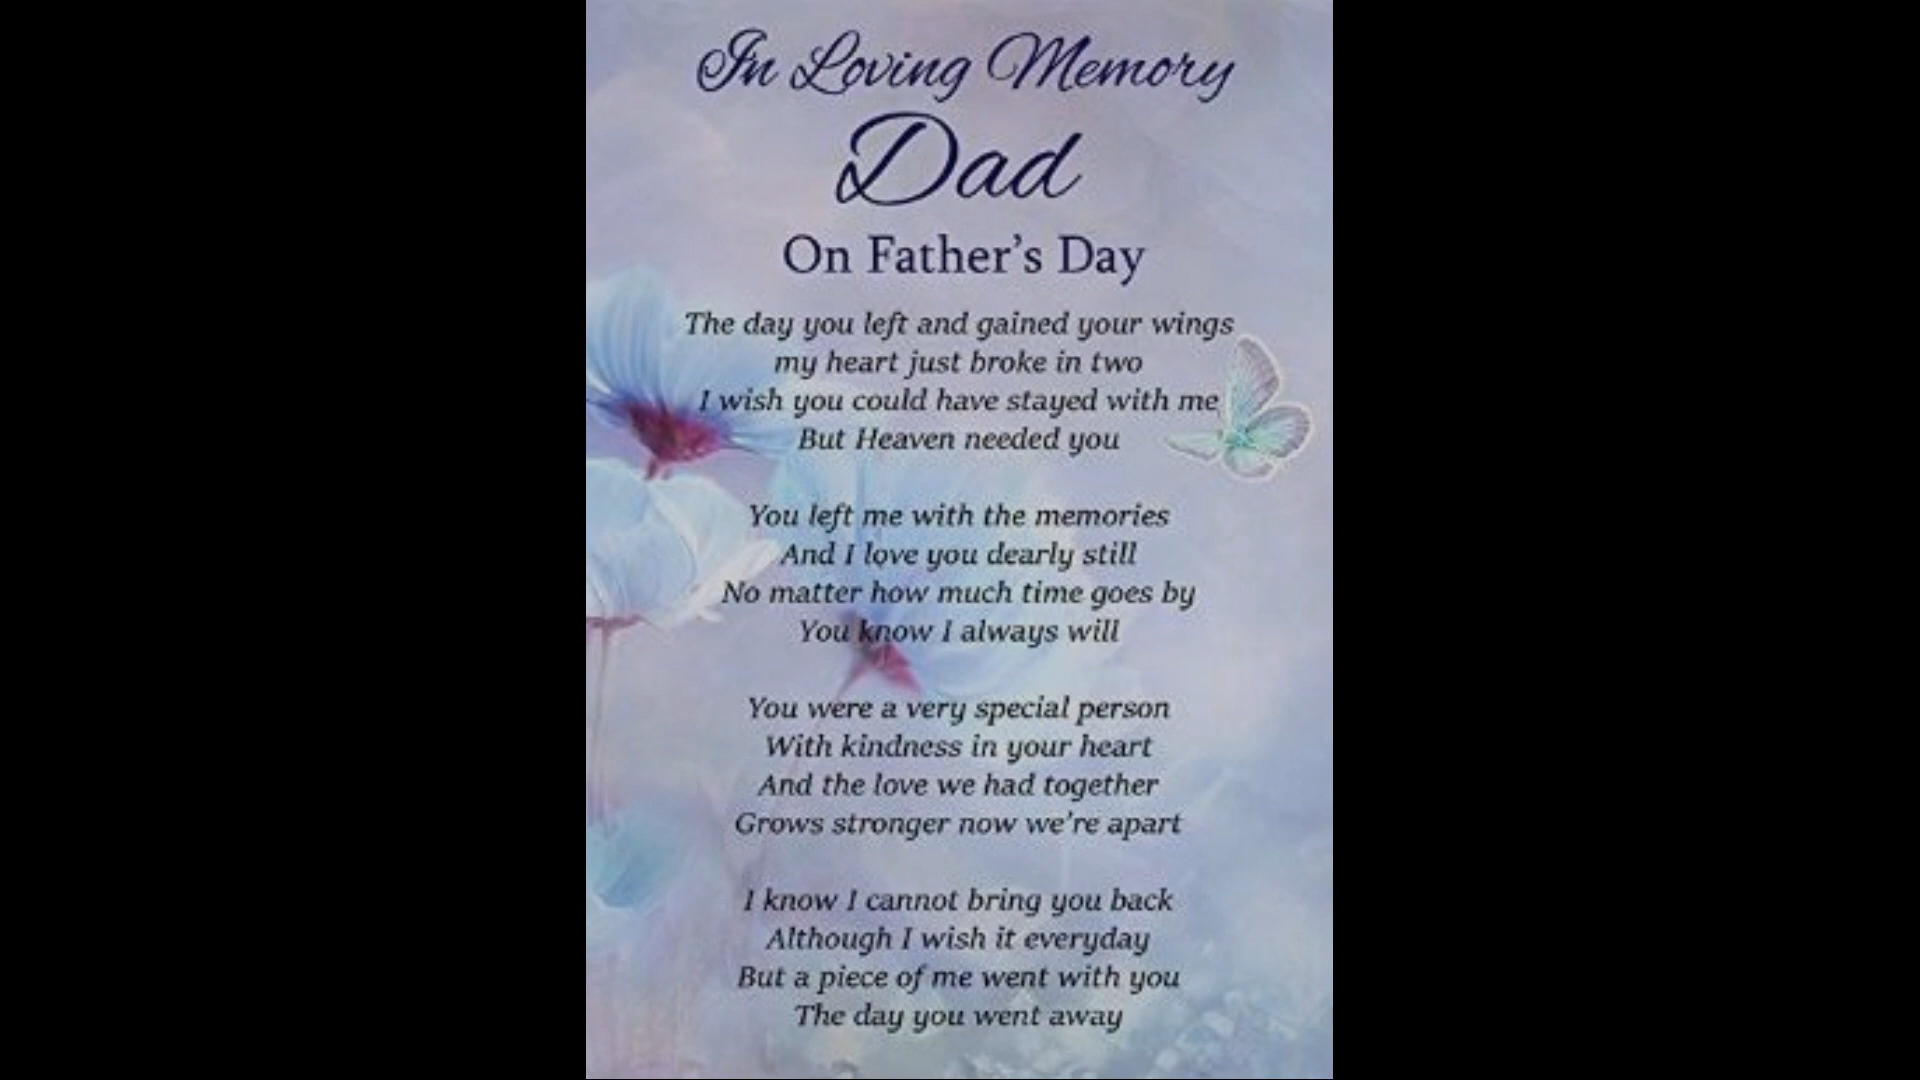 In Loving Memory
Dad
On Father's Day
The day you left and gained your wings
my heart just broke in two
I wish you could have stayed with me
But Heaven needed you
You left me with the memories
And I love you dearly still
No matter how much time goes by
You know I always will
You were a very special person
With kindness in your heart
And the love we had together
Grows stronger now we're apart
I know I cannot bring you back
Although I wish it everyday
But a piece of me went with you
The day you went away